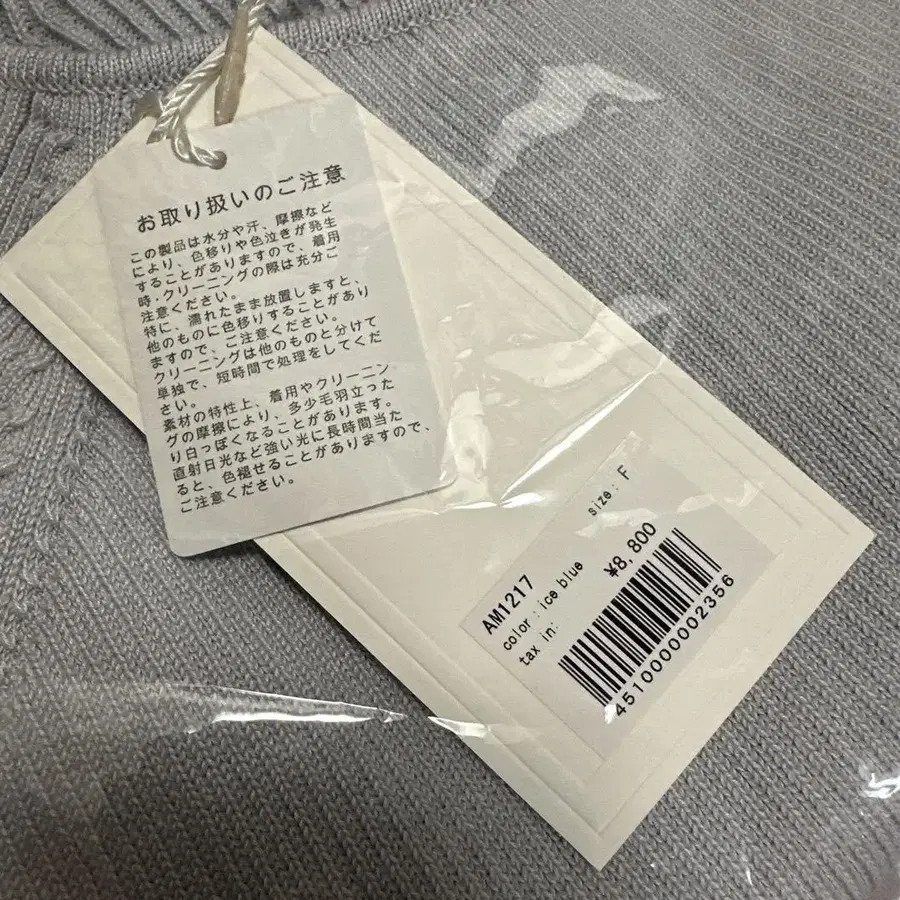 お取り扱いのご注意
この製品は水分や汗、摩擦など
により、色移りや色泣きが発生
することがありますので、着用
時・クリーニングの際は充分ご
注意ください。
特に、濡れたまま放置しますと、
他のものに色移りすることがあり
ますので、ご注意ください。
クリーニングは他のものと分けて
単独で、短時間で処理をしてくだ
さい。
素材の特性上、着用やクリーニン
グの摩擦により、多少毛羽立った
り白っぽくなることがあります。
直射日光など強い光に長時間当た
ると、色褪せることがありますので、
ご注意ください。
AM1217
color : ice blue
size : F
tax in:
¥8,800
4510000002356